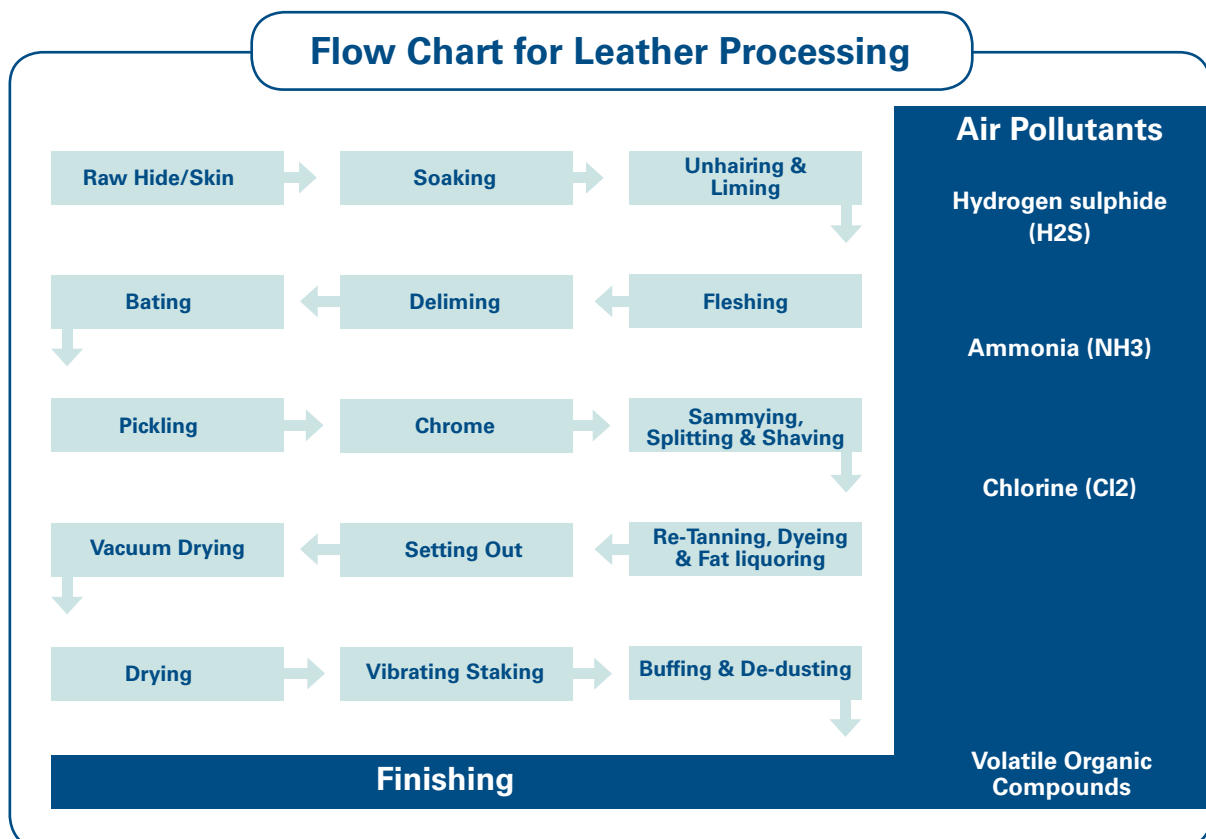 Flow Chart for Leather Processing
Raw Hide/Skin
Soaking
Unhairing &
Liming
Bating
Deliming
Fleshing
Pickling
Chrome
Sammying,
Splitting & Shaving
Vacuum Drying
Setting Out
Re-Tanning, Dyeing
& Fat liquoring
Drying
Vibrating Staking
Buffing & De-dusting
Finishing
Air Pollutants
Hydrogen sulphide
(H2S)
Ammonia (NH3)
Chlorine (Cl2)
Volatile Organic
Compounds